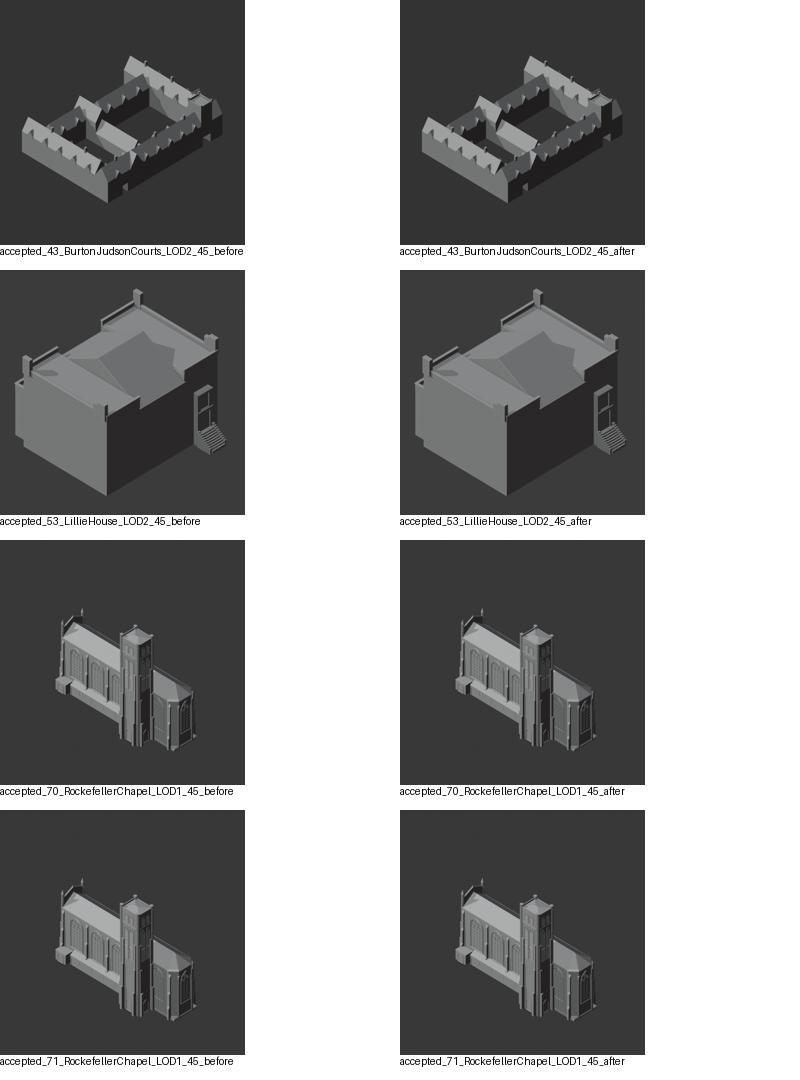 accepted_43_BurtonJudsonCourts_LOD2_45_before
accepted_43_BurtonJudsonCourts_LOD2_45_after
accepted_53_LillieHouse_LOD2_45_before
accepted_53_LillieHouse_LOD2_45_after
accepted_70_RockefellerChapel_LOD1_45_before
accepted_70_RockefellerChapel_LOD1_45_after
accepted_71_RockefellerChapel_LOD1_45_before
accepted_71_RockefellerChapel_LOD1_45_after